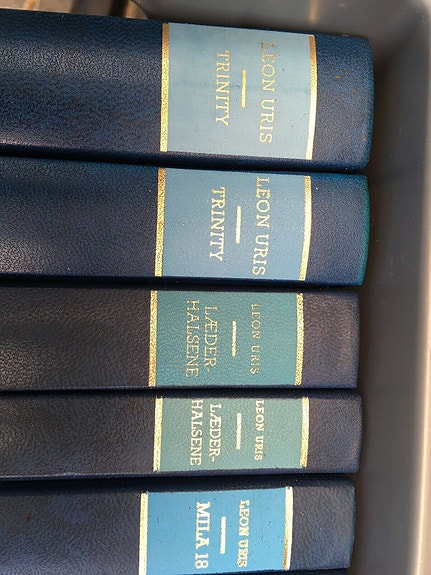 LEON URIS
TRINITY
LEON URIS
TRINITY
LEON URIS
LÆDER-
HALSENE
LEON URIS
LÆDER-
HALSENE
LEON URIS
MILA 18